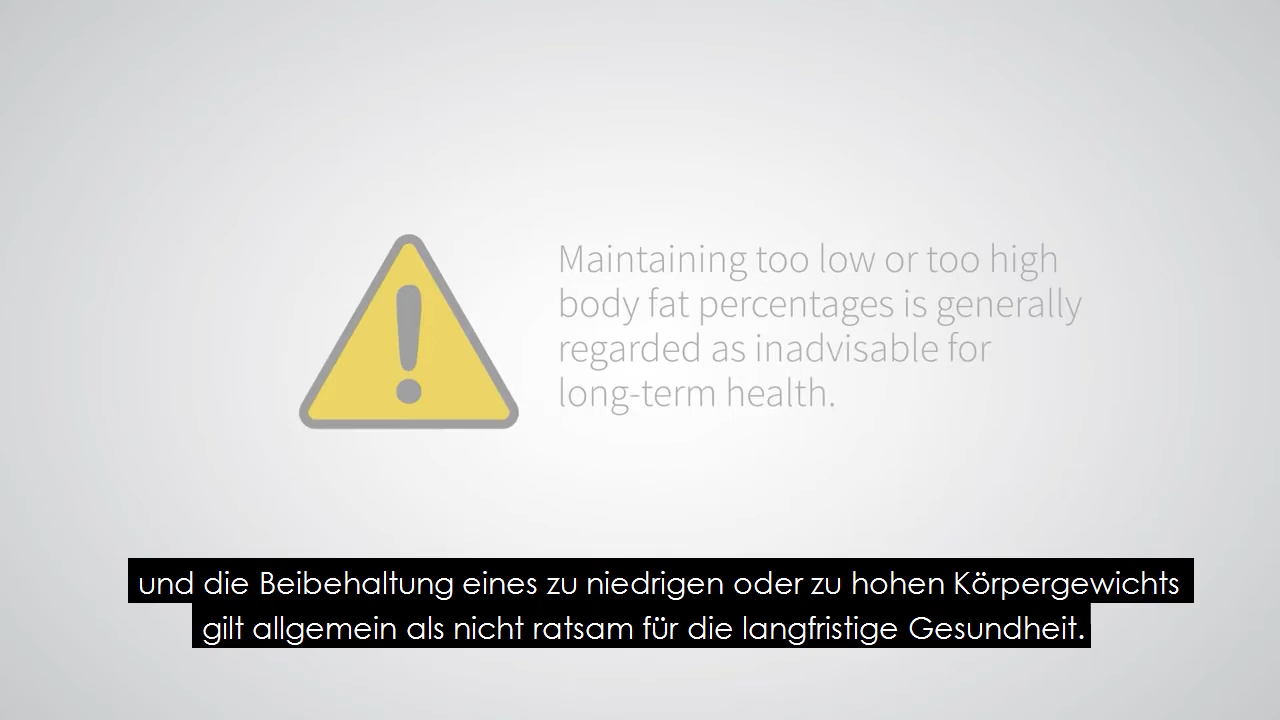 Maintaining too low or too high
body fat percentages is generally
regarded as inadvisable for
long-term health.
und die Beibehaltung eines zu niedrigen oder zu hohen Körpergewichts
gilt allgemein als nicht ratsam für die langfristige Gesundheit.